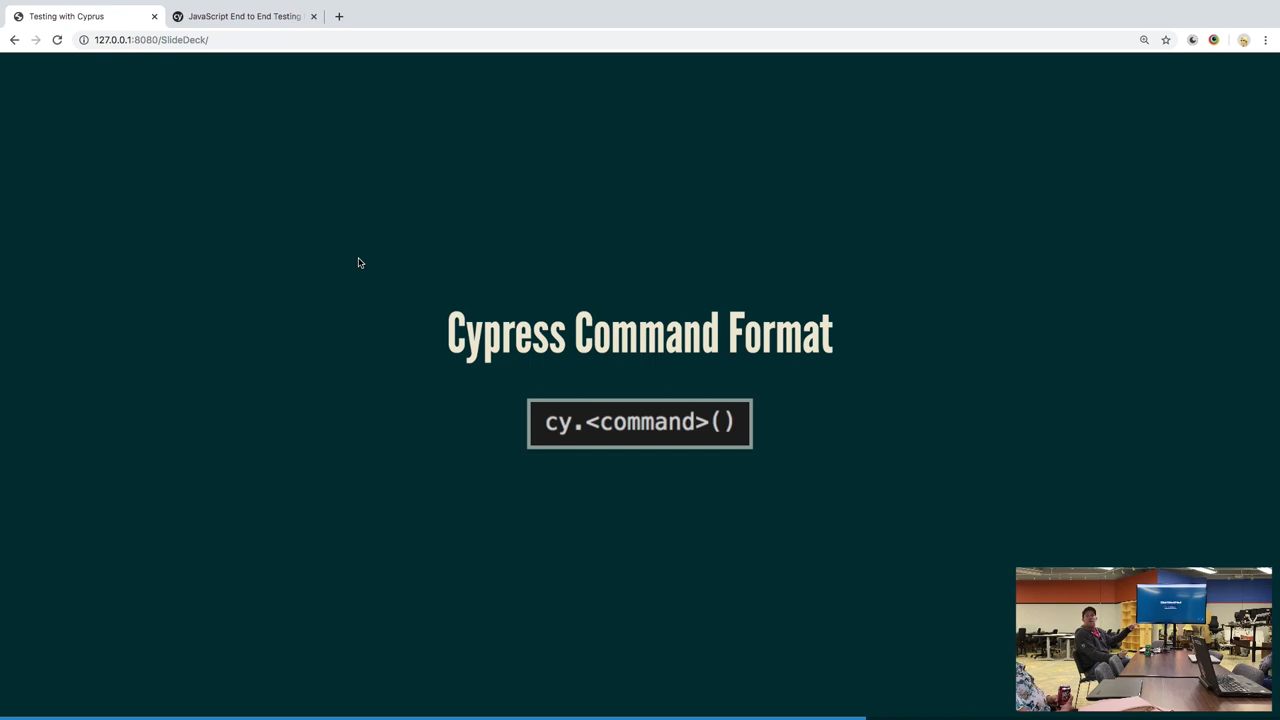 Testing with Cyprus
JavaScript End to End Testing
127.0.0.1:8080/SlideDeck/
Cypress Command Format
cy.<command>()